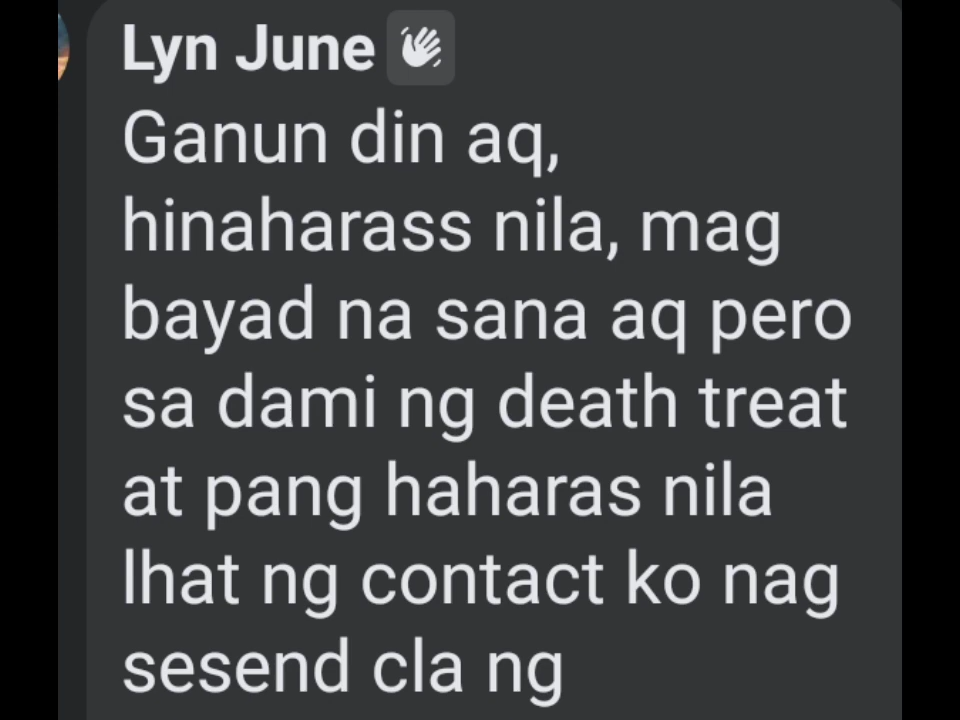 Lyn June
Ganun din aq,
hinaharass nila, mag
bayad na sana aq pero
sa dami ng death treat
at pang haharas nila
lhat ng contact ko nag
sesend cla ng